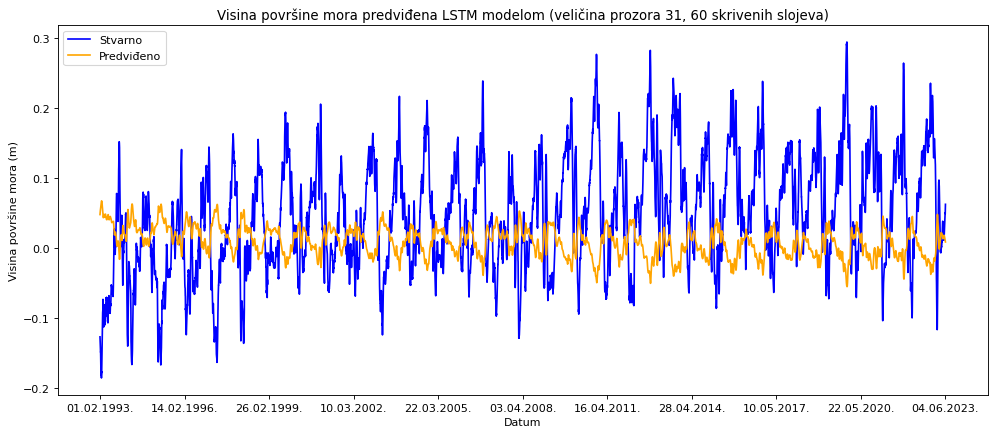 Visina površine mora predviđena LSTM modelom (veličina prozora 31, 60 skrivenih slojeva)
Stvarno
Predviđeno
Visina površine mora (m)
0.3
0.2
0.1
0.0
−0.1
−0.2
01.02.1993. 14.02.1996. 26.02.1999. 10.03.2002. 22.03.2005. 03.04.2008. 16.04.2011. 28.04.2014. 10.05.2017. 22.05.2020. 04.06.2023.
Datum